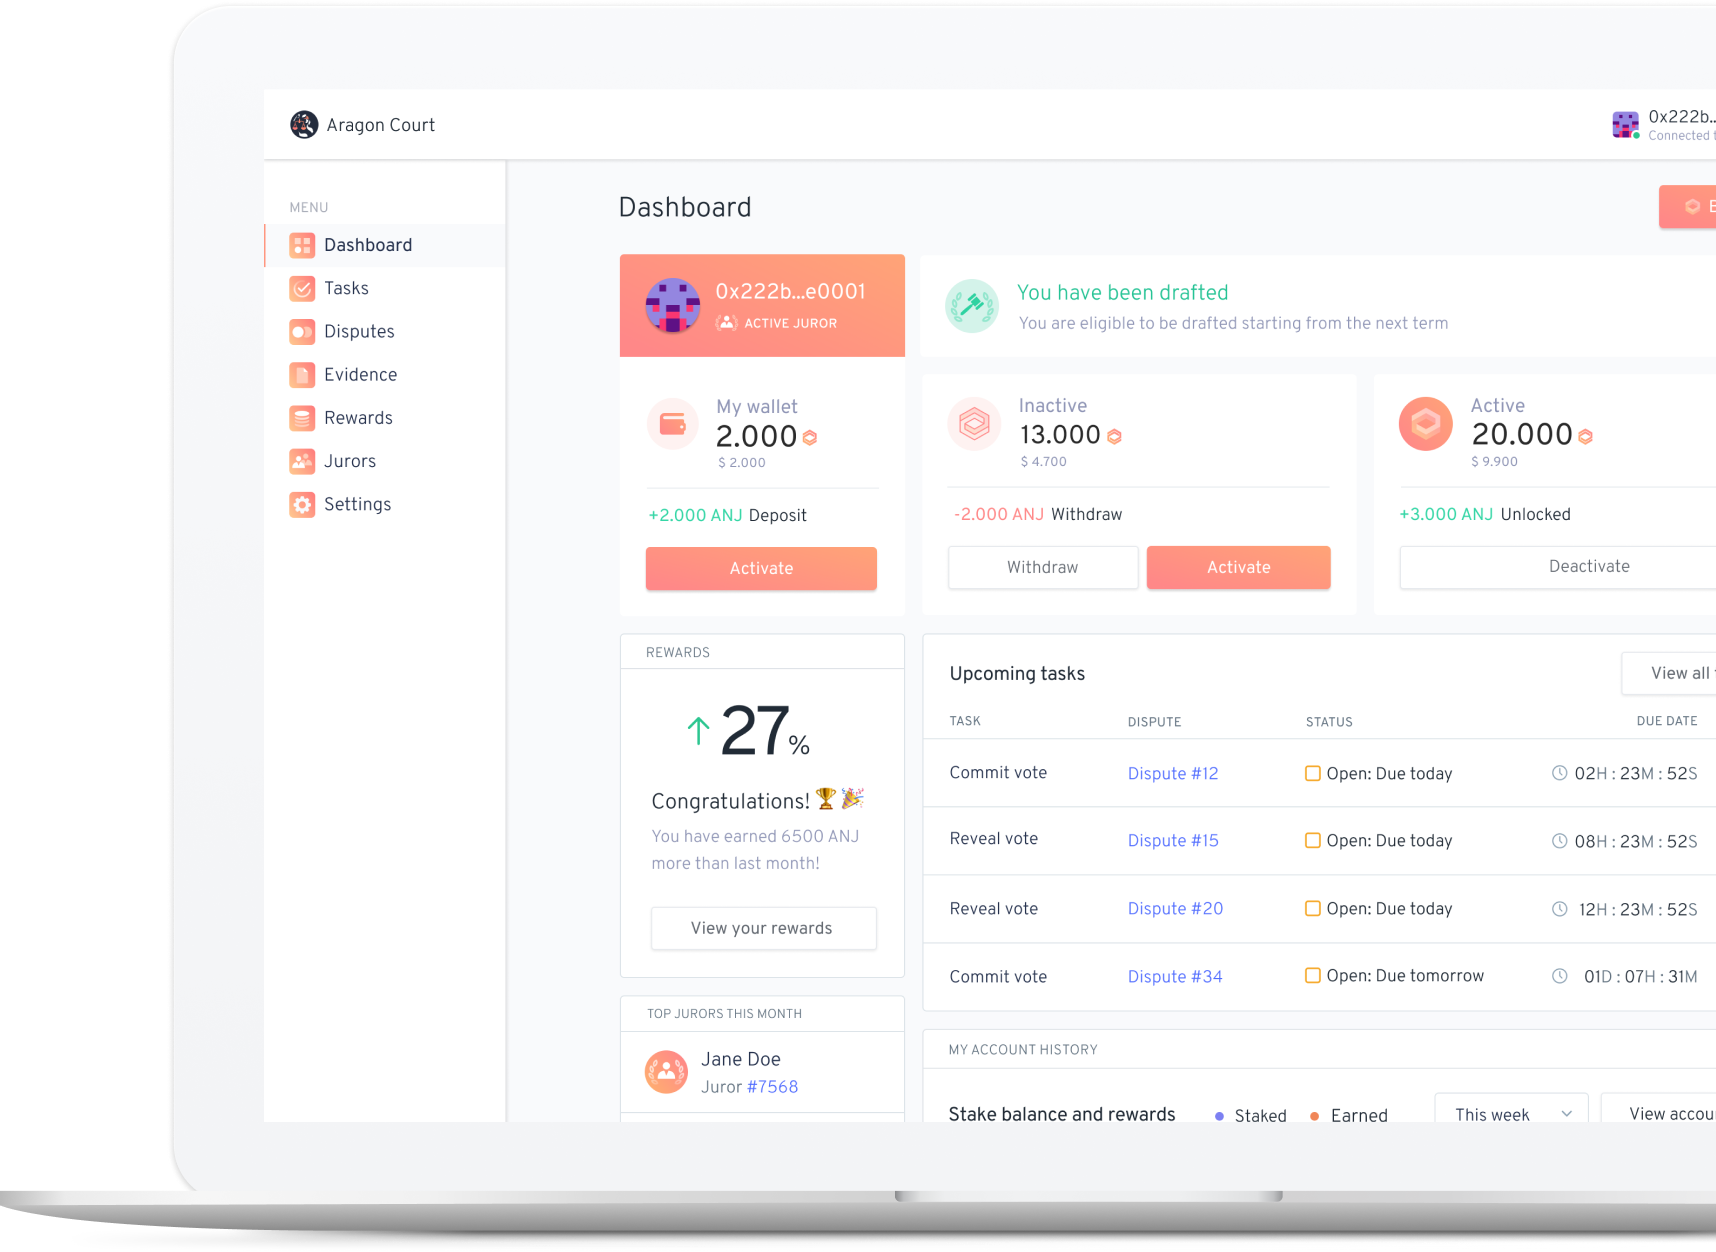 Aragon Court
0x222b...
Connected
MENU
Dashboard
Tasks
Disputes
Evidence
Rewards
Jurors
Settings
Dashboard
0x222b...e0001
ACTIVE JUROR
You have been drafted
You are eligible to be drafted starting from the next term
My wallet
2.000
$ 2.000
+2.000 ANJ Deposit
Activate
Inactive
13.000
$ 4.700
-2.000 ANJ Withdraw
Withdraw
Activate
Active
20.000
$ 9.900
+3.000 ANJ Unlocked
Deactivate
REWARDS
↑ 27 %
Congratulations! 🏆 🎉
You have earned 6500 ANJ
more than last month!
View your rewards
TOP JURORS THIS MONTH
Jane Doe
Juror #7568
Upcoming tasks
View all
TASK DISPUTE STATUS DUE DATE
Commit vote Dispute #12 Open: Due today 02H : 23M : 52S
Reveal vote Dispute #15 Open: Due today 08H : 23M : 52S
Reveal vote Dispute #20 Open: Due today 12H : 23M : 52S
Commit vote Dispute #34 Open: Due tomorrow 01D : 07H : 31M
MY ACCOUNT HISTORY
Stake balance and rewards Staked Earned This week View accou